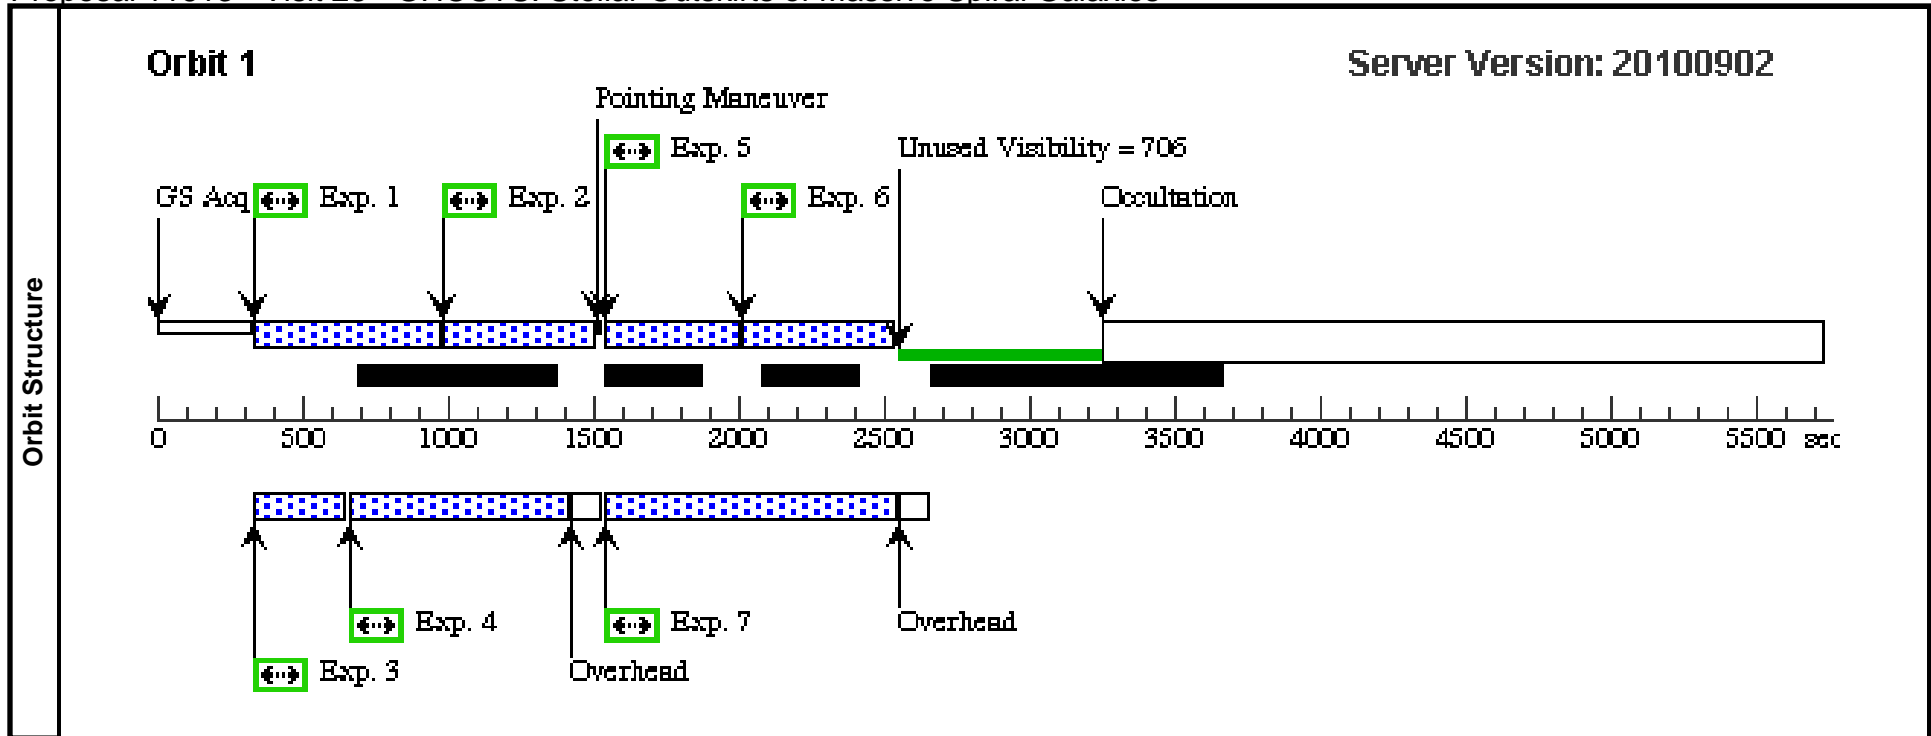 Orbit Structure
Orbit 1
Server Version: 20100902
Pointing Maneuver
Exp. 5
Unused Visibility = 706
GS Acq
Exp. 1
Exp. 2
Exp. 6
Occultation
0 500 1000 1500 2000 2500 3000 3500 4000 4500 5000 5500 sec
Exp. 4
Exp. 7
Overhead
Exp. 3
Overhead